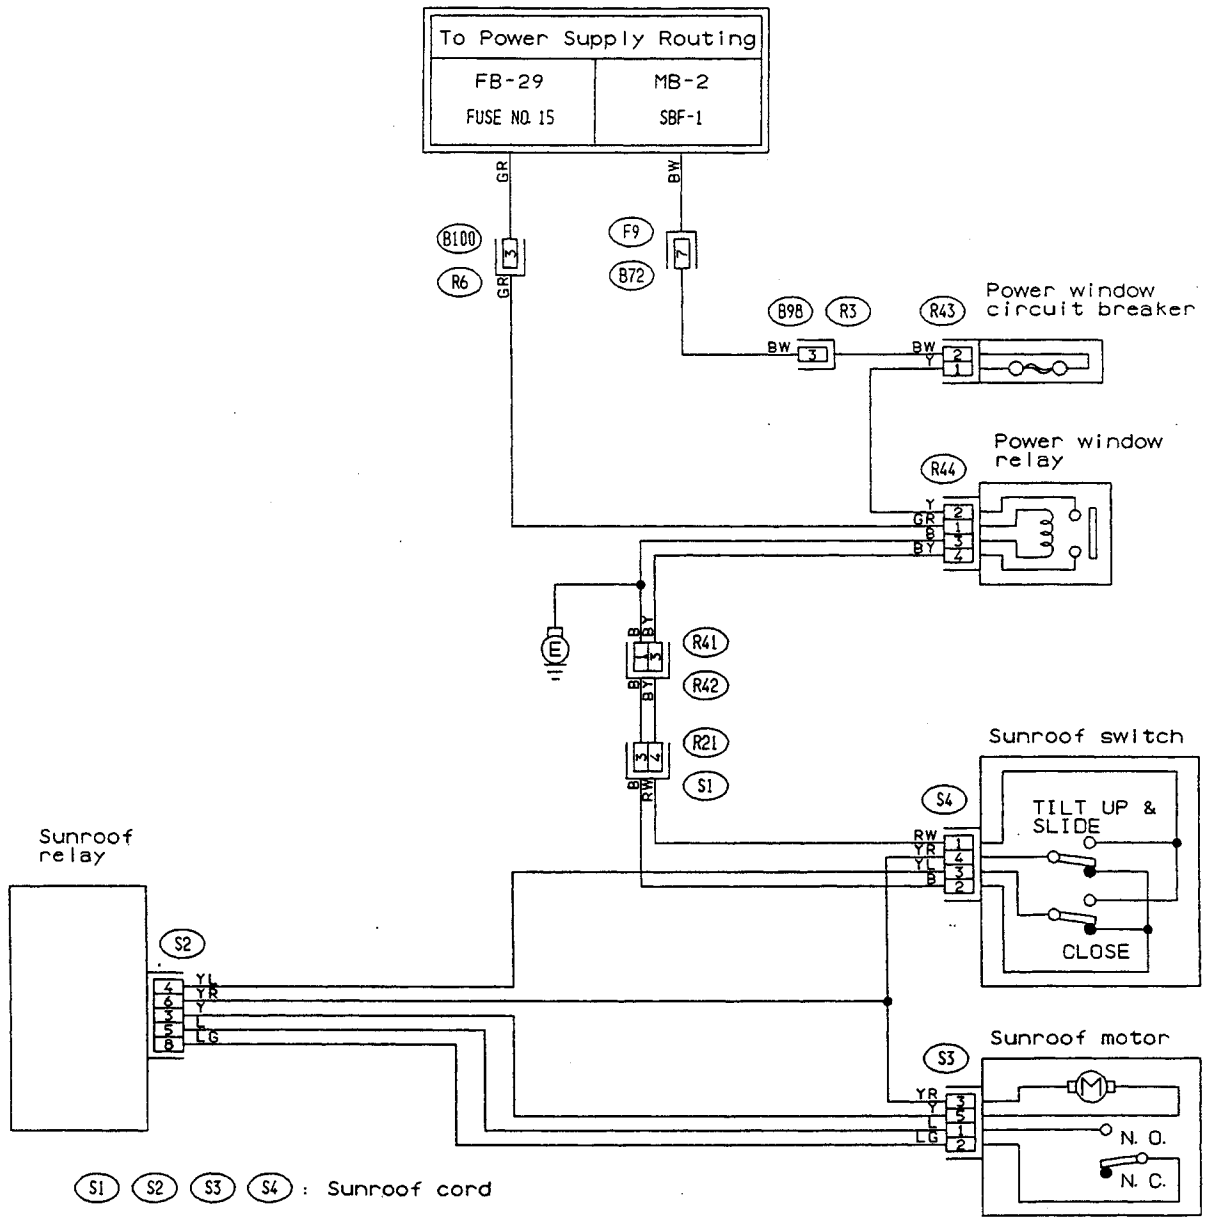 To Power Supply Routing
FB-29
MB-2
FUSE NO. 15
SBF-1
GR
BW
B100
3
R6
GR
F9
7
B72
B98
R3
R43
Power window
circuit breaker
BW
3
BW
2
Y
1
Power window
relay
R44
Y
2
GR
1
B
3
BY
4
E
B
BY
1
3
R41
R42
B
BY
3
4
R21
S1
B
RW
Sunroof switch
S4
TILT UP &
SLIDE
RW
1
YR
4
YL
3
B
2
CLOSE
Sunroof
relay
S2
4
YL
6
YR
3
Y
5
L
8
LG
Sunroof motor
S3
YR
3
Y
5
L
1
LG
2
M
N. O.
N. C.
S1 S2 S3 S4 : Sunroof cord